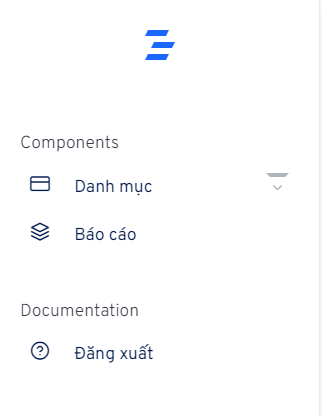 Components
Danh mục
Báo cáo
Documentation
Đăng xuất